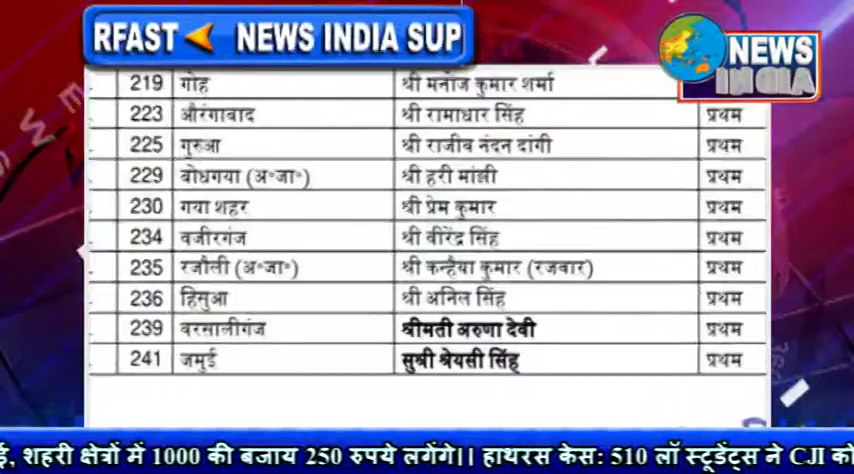 RFAST NEWS INDIA SUP
NEWS
INDIA
219 गोह श्री मनोज कुमार शर्मा
223 औरंगाबाद श्री रामाधार सिंह प्रथम
225 गुरुआ श्री राजीव नंदन दांगी प्रथम
229 बोधगया (अ॰जा॰) श्री हरी मांझी प्रथम
230 गया शहर श्री प्रेम कुमार प्रथम
234 वजीरगंज श्री वीरेंद्र सिंह प्रथम
235 रजौली (अ॰जा॰) श्री कन्हैया कुमार (रजवार) प्रथम
236 हिसुआ श्री अनिल सिंह प्रथम
239 वारसालीगंज श्रीमती अरुणा देवी प्रथम
241 जमुई सुश्री श्रेयसी सिंह प्रथम
ई, शहरी क्षेत्रों में 1000 की बजाय 250 रुपये लगेंगे।। हाथरस केस: 510 लॉ स्टूडेंट्स ने CJI को